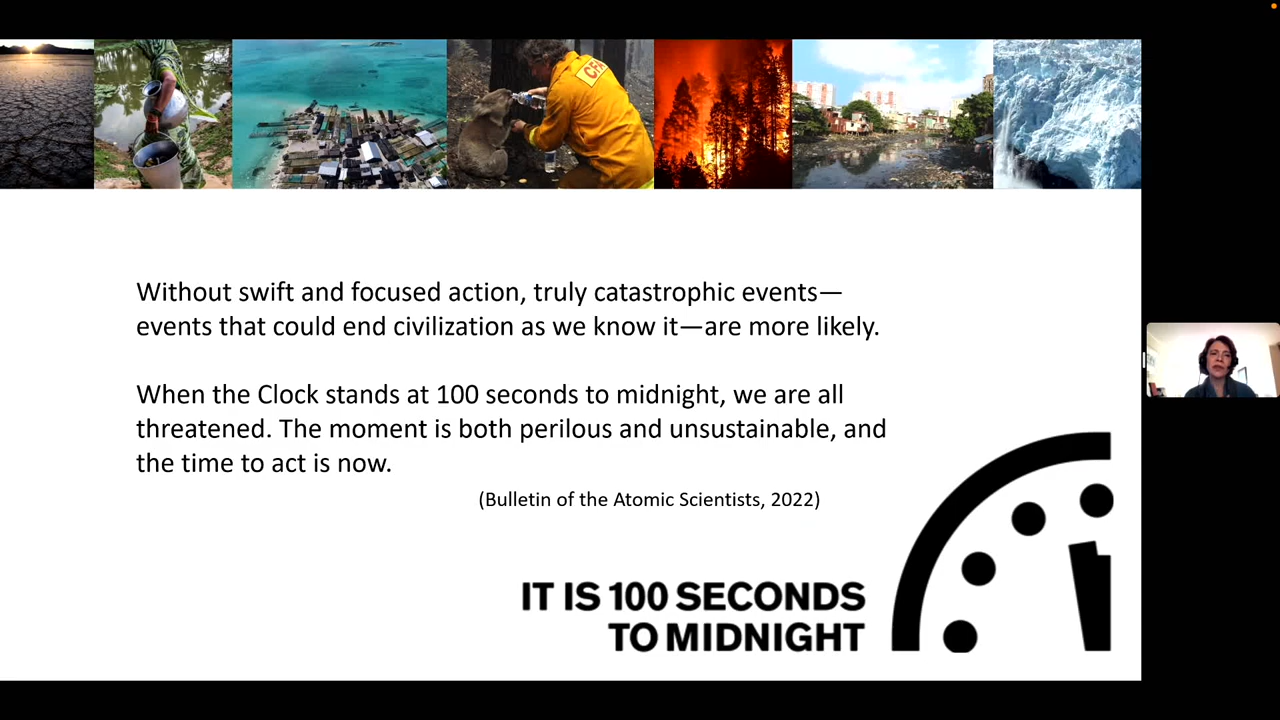 CFA
Without swift and focused action, truly catastrophic events—
events that could end civilization as we know it—are more likely.
When the Clock stands at 100 seconds to midnight, we are all
threatened. The moment is both perilous and unsustainable, and
the time to act is now.
(Bulletin of the Atomic Scientists, 2022)
IT IS 100 SECONDS
TO MIDNIGHT